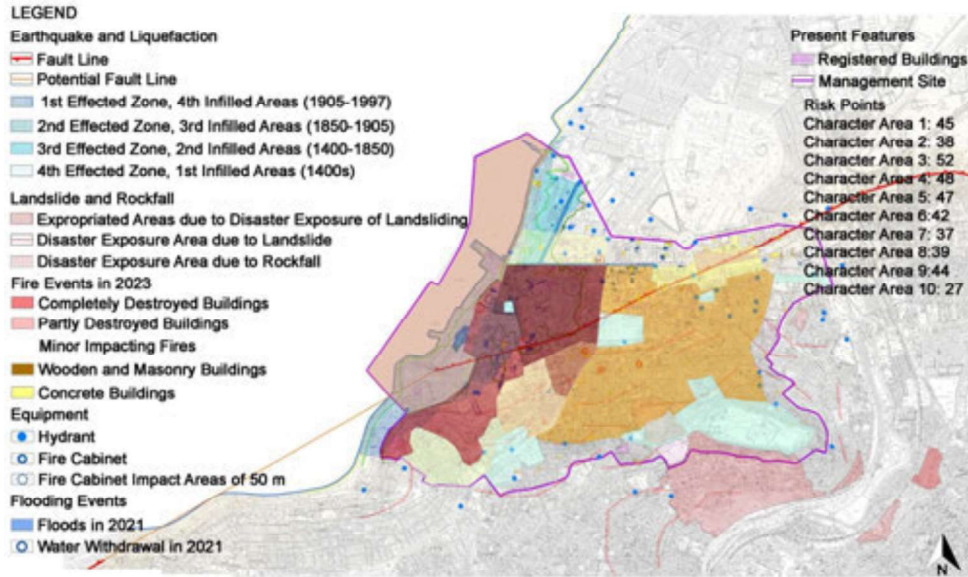 LEGEND
Earthquake and Liquefaction
Fault Line
Potential Fault Line
1st Effected Zone, 4th Infilled Areas (1905-1997)
2nd Effected Zone, 3rd Infilled Areas (1850-1905)
3rd Effected Zone, 2nd Infilled Areas (1400-1850)
4th Effected Zone, 1st Infilled Areas (1400s)
Landslide and Rockfall
Expropriated Areas due to Disaster Exposure of Landsliding
Disaster Exposure Area due to Landslide
Disaster Exposure Area due to Rockfall
Fire Events in 2023
Completely Destroyed Buildings
Partly Destroyed Buildings
Minor Impacting Fires
Wooden and Masonry Buildings
Concrete Buildings
Equipment
Hydrant
Fire Cabinet
Fire Cabinet Impact Areas of 50 m
Flooding Events
Floods in 2021
Water Withdrawal in 2021
Present Features
Registered Buildings
Management Site
Risk Points
Character Area 1: 45
Character Area 2: 38
Character Area 3: 52
Character Area 4: 48
Character Area 5: 47
Character Area 6:42
Character Area 7: 37
Character Area 8:39
Character Area 9:44
Character Area 10: 27
N